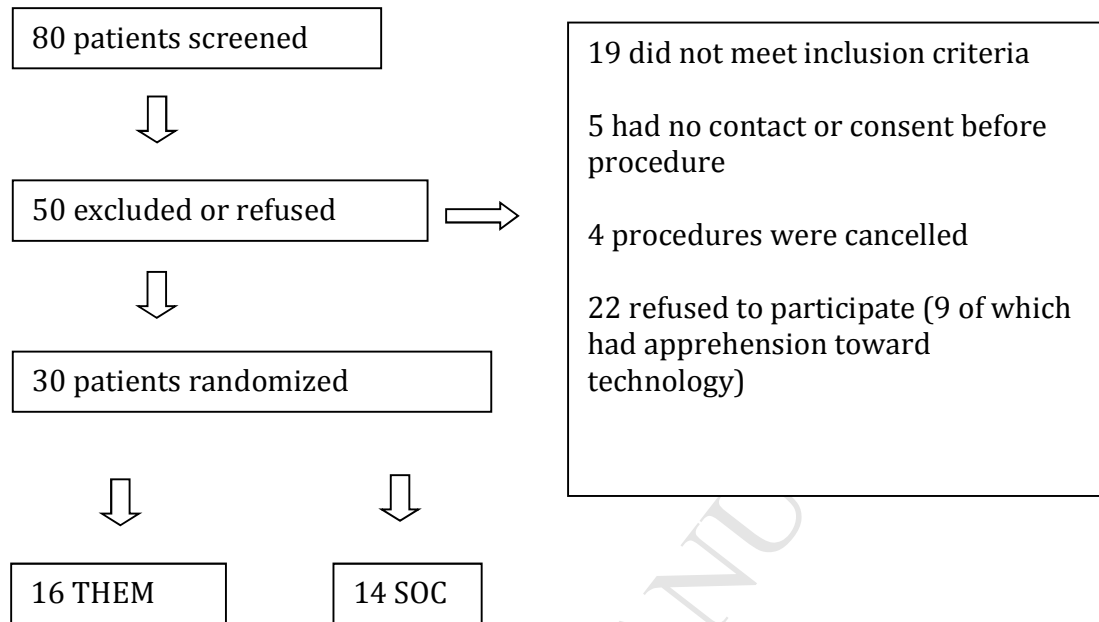 80 patients screened
50 excluded or refused
30 patients randomized
16 THEM
14 SOC
19 did not meet inclusion criteria
5 had no contact or consent before
procedure
4 procedures were cancelled
22 refused to participate (9 of which
had apprehension toward
technology)
NU